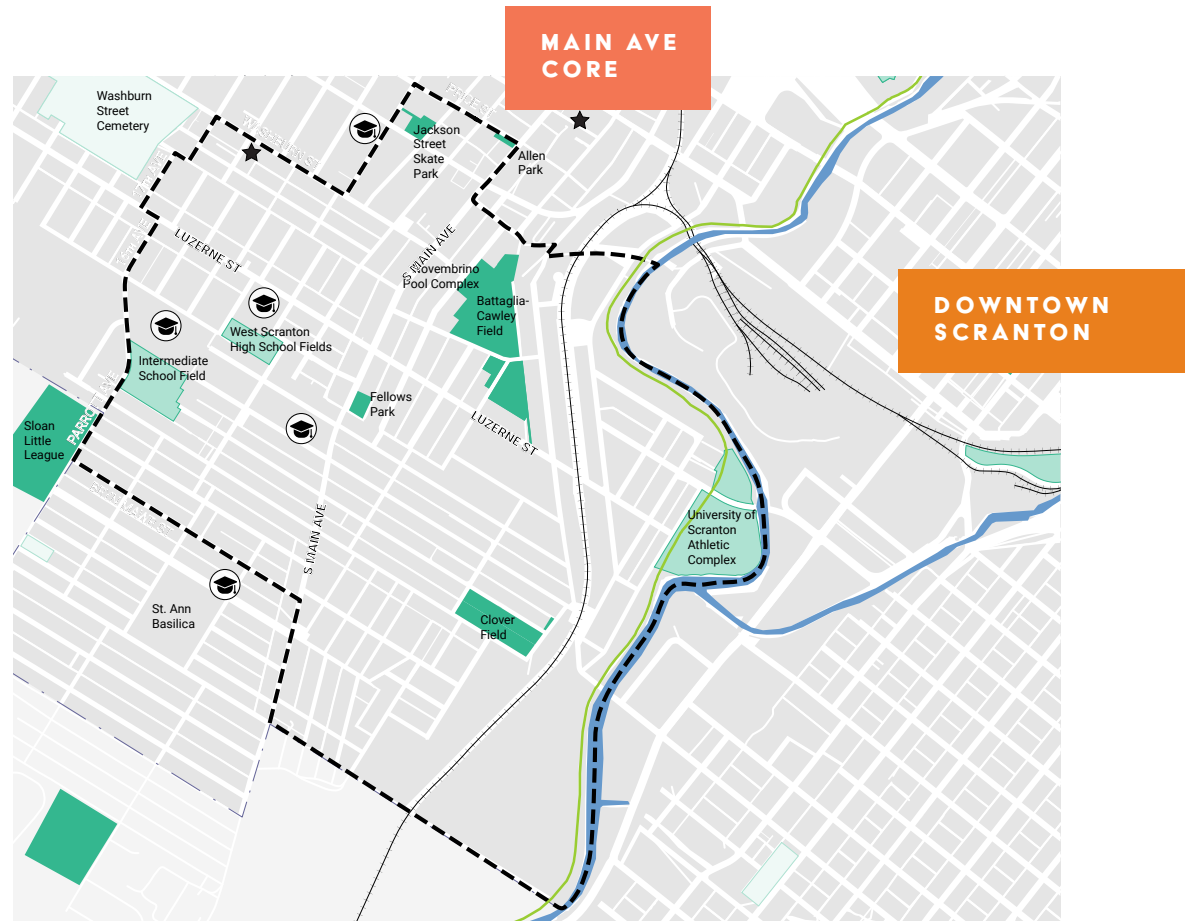 MAIN AVE
CORE
DOWNTOWN
SCRANTON
Washburn
Street
Cemetery
Jackson
Street
Skate
Park
Allen
Park
LUZERNE ST
S MAIN AVE
Novembrino
Pool Complex
Battaglia-
Cawley
Field
West Scranton
High School Fields
Intermediate
School Field
Fellows
Park
LUZERNE ST
Sloan
Little
League
S MAIN AVE
University of
Scranton
Athletic
Complex
St. Ann
Basilica
Clover
Field